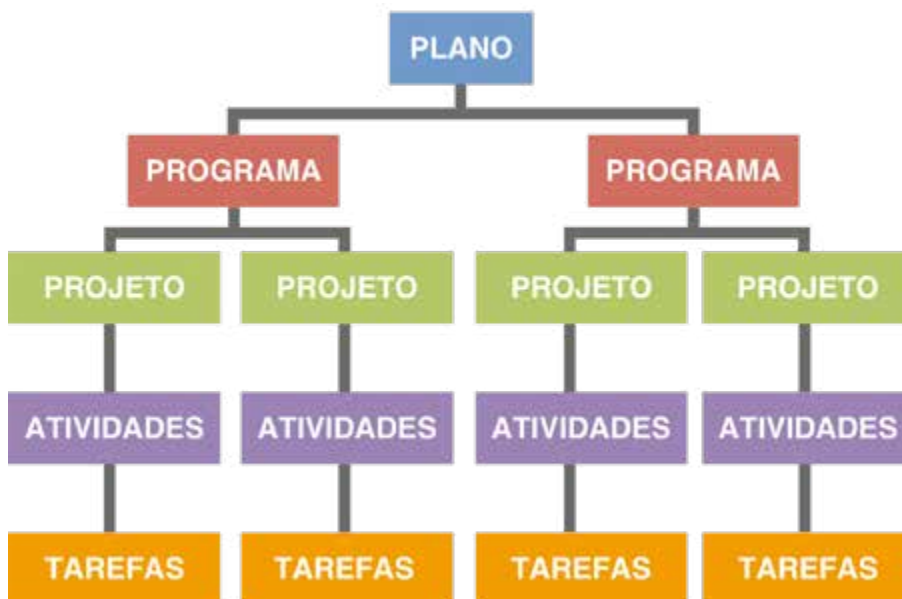 PLANO
PROGRAMA PROGRAMA
PROJETO PROJETO PROJETO PROJETO
ATIVIDADES ATIVIDADES ATIVIDADES ATIVIDADES
TAREFAS TAREFAS TAREFAS TAREFAS